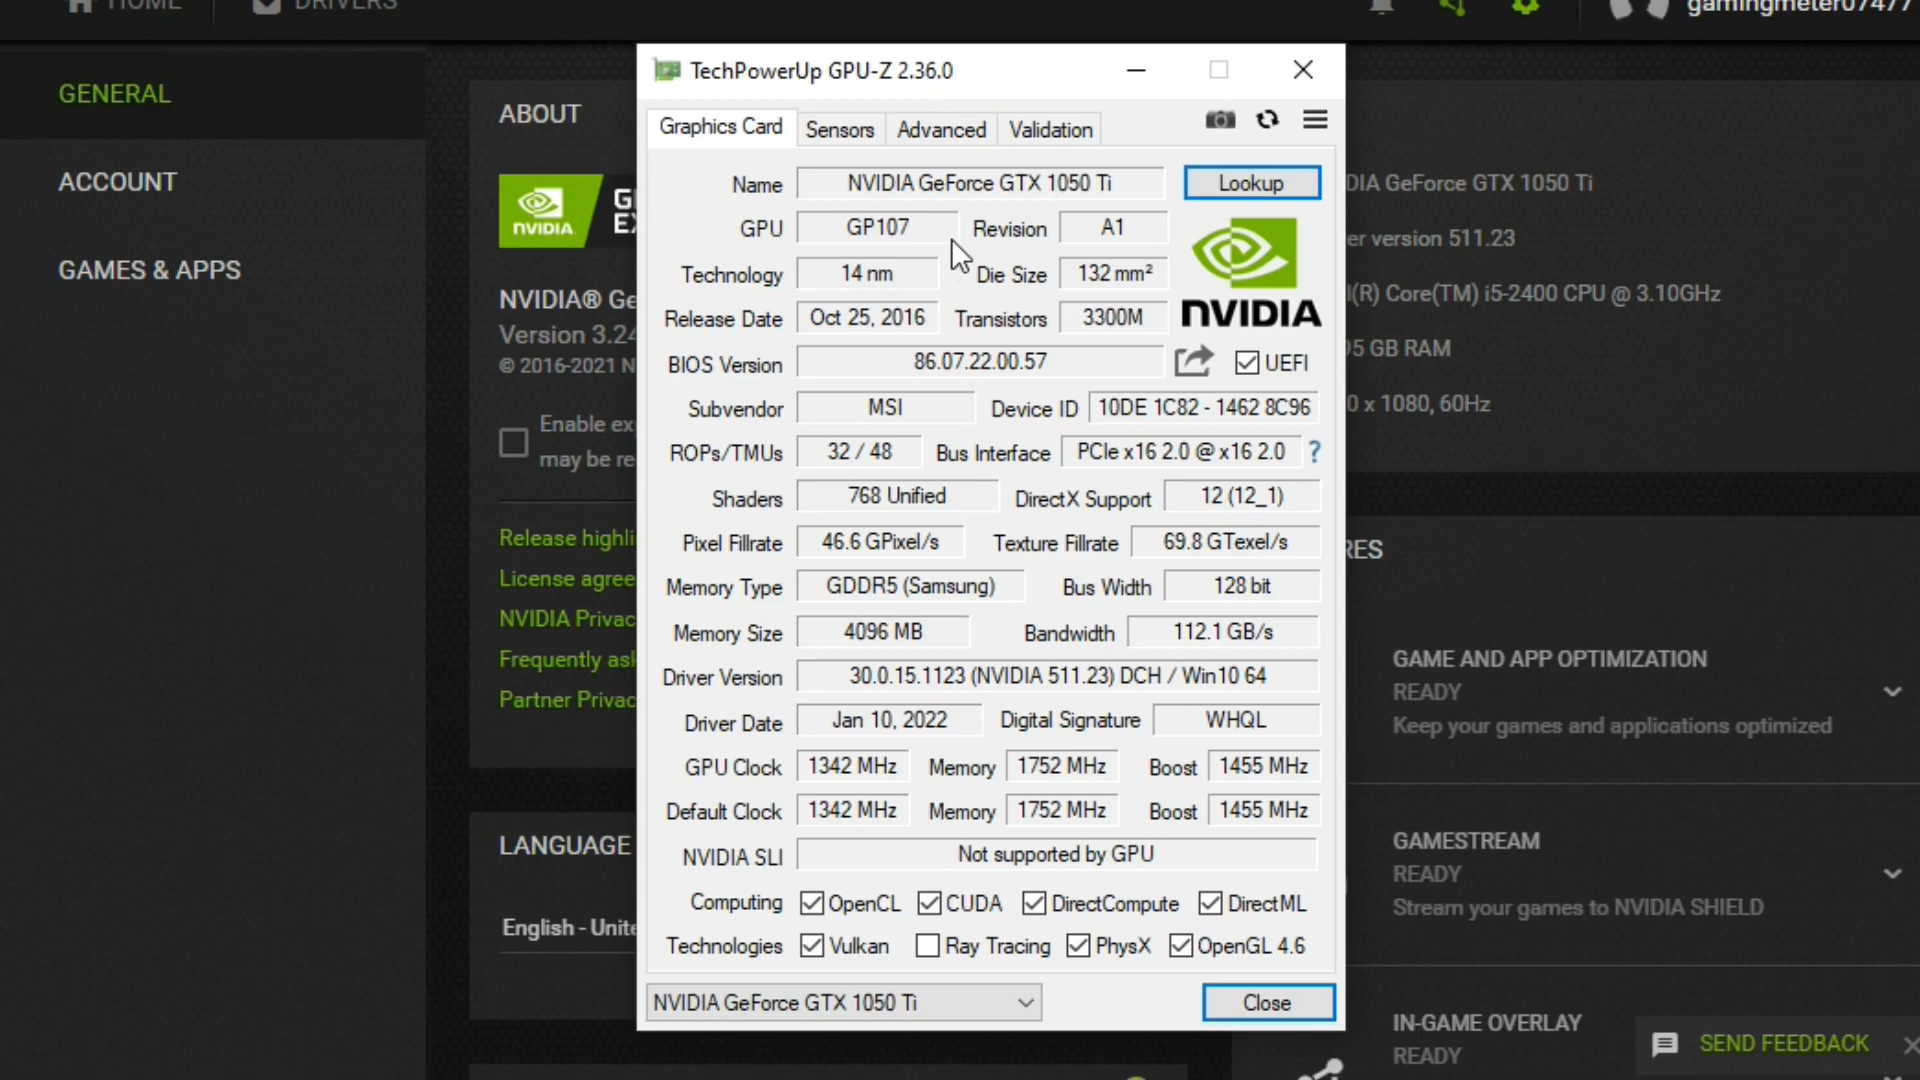 HOME
DRIVERS
gamingmeter07477
GENERAL
ACCOUNT
GAMES & APPS
ABOUT
NVIDIA
NVIDIA® Ge
Version 3.24
© 2016-2021 N
Enable ex
may be re
Release highli
License agree
NVIDIA Privac
Frequently ask
Partner Privac
LANGUAGE
English - Unite
TechPowerUp GPU-Z 2.36.0
Graphics Card Sensors Advanced Validation
Name NVIDIA GeForce GTX 1050 Ti Lookup
GPU GP107 Revision A1
Technology 14 nm Die Size 132 mm²
Release Date Oct 25, 2016 Transistors 3300M
NVIDIA
BIOS Version 86.07.22.00.57 UEFI
Subvendor MSI Device ID 10DE 1C82 - 1462 8C96
ROPs/TMUs 32 / 48 Bus Interface PCIe x16 2.0 @ x16 2.0 ?
Shaders 768 Unified DirectX Support 12 (12_1)
Pixel Fillrate 46.6 GPixel/s Texture Fillrate 69.8 GTexel/s
Memory Type GDDR5 (Samsung) Bus Width 128 bit
Memory Size 4096 MB Bandwidth 112.1 GB/s
Driver Version 30.0.15.1123 (NVIDIA 511.23) DCH / Win10 64
Driver Date Jan 10, 2022 Digital Signature WHQL
GPU Clock 1342 MHz Memory 1752 MHz Boost 1455 MHz
Default Clock 1342 MHz Memory 1752 MHz Boost 1455 MHz
NVIDIA SLI Not supported by GPU
Computing OpenCL CUDA DirectCompute DirectML
Technologies Vulkan Ray Tracing PhysX OpenGL 4.6
NVIDIA GeForce GTX 1050 Ti Close
DIA GeForce GTX 1050 Ti
er version 511.23
l(R) Core(TM) i5-2400 CPU @ 3.10GHz
95 GB RAM
0 x 1080, 60Hz
RES
GAME AND APP OPTIMIZATION
READY
Keep your games and applications optimized
GAMESTREAM
READY
Stream your games to NVIDIA SHIELD
IN-GAME OVERLAY
READY
SEND FEEDBACK